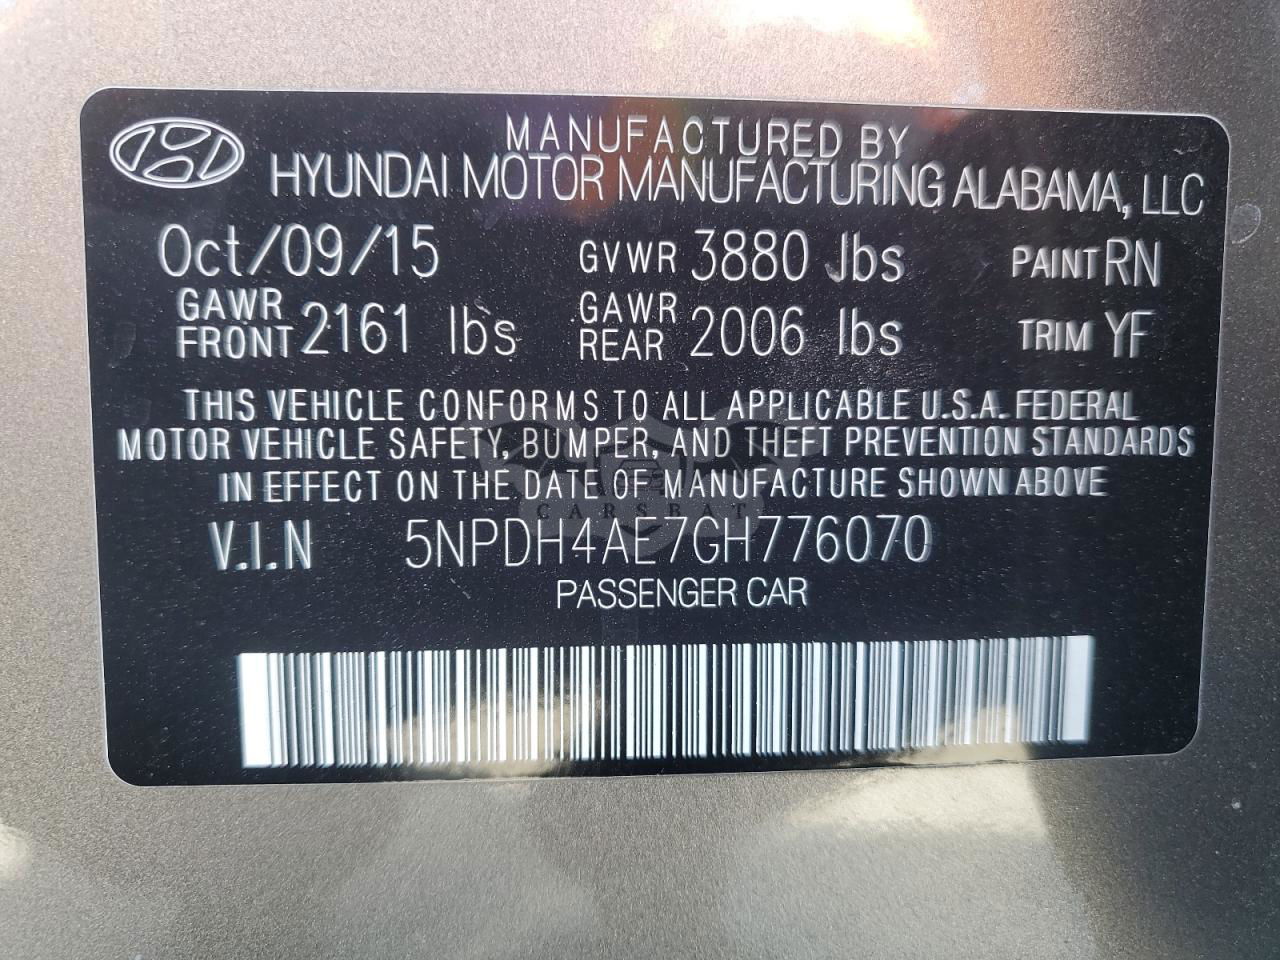 MANUFACTURED BY
HYUNDAI MOTOR MANUFACTURING ALABAMA, LLC
Oct/09/15 GVWR 3880 lbs PAINT RN
GAWR FRONT 2161 lbs GAWR REAR 2006 lbs TRIM YF
THIS VEHICLE CONFORMS TO ALL APPLICABLE U.S.A. FEDERAL
MOTOR VEHICLE SAFETY, BUMPER, AND THEFT PREVENTION STANDARDS
IN EFFECT ON THE DATE OF MANUFACTURE SHOWN ABOVE
CARSBAT
V.I.N 5NPDH4AE7GH776070
PASSENGER CAR